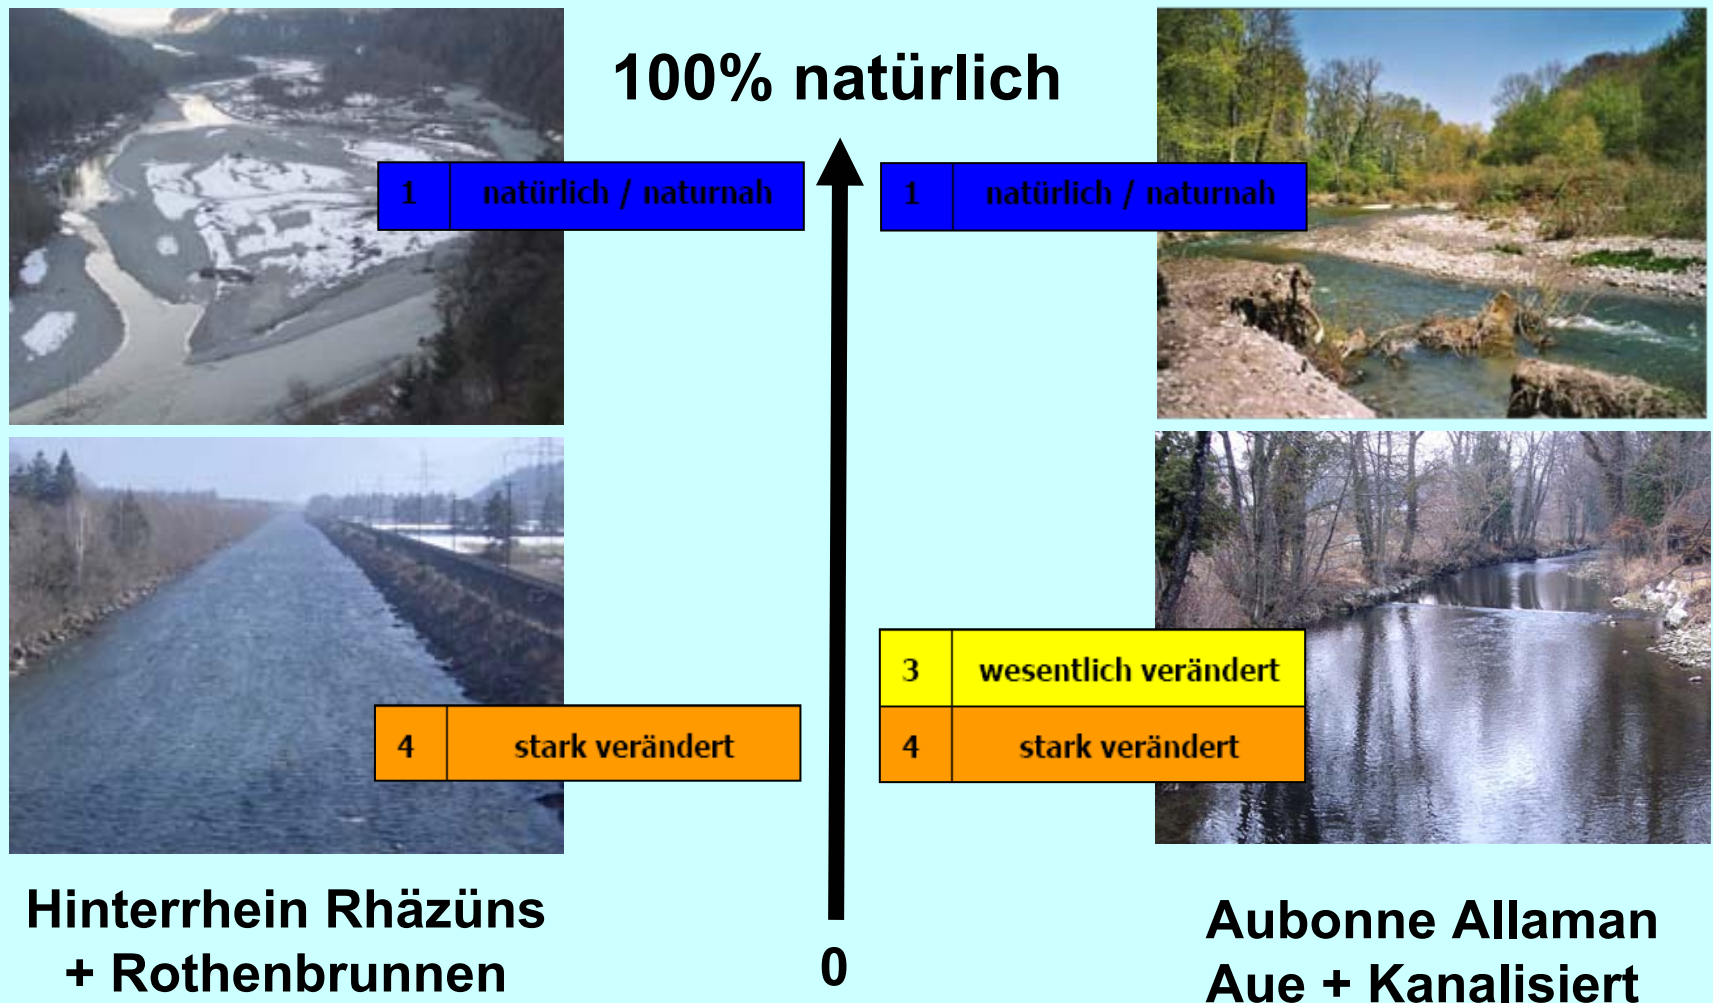 100% natürlich
1 natürlich / naturnah
1 natürlich / naturnah
3 wesentlich verändert
4 stark verändert
4 stark verändert
Hinterrhein Rhäzüns
+ Rothenbrunnen
0
Aubonne Allaman
Aue + Kanalisiert